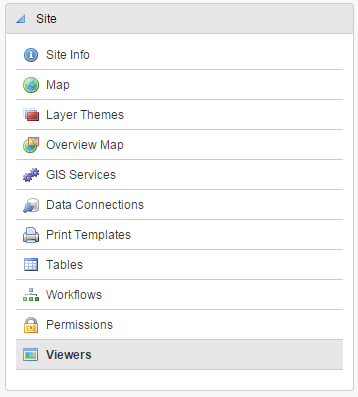 Site
Site Info
Map
Layer Themes
Overview Map
GIS Services
Data Connections
Print Templates
Tables
Workflows
Permissions
Viewers